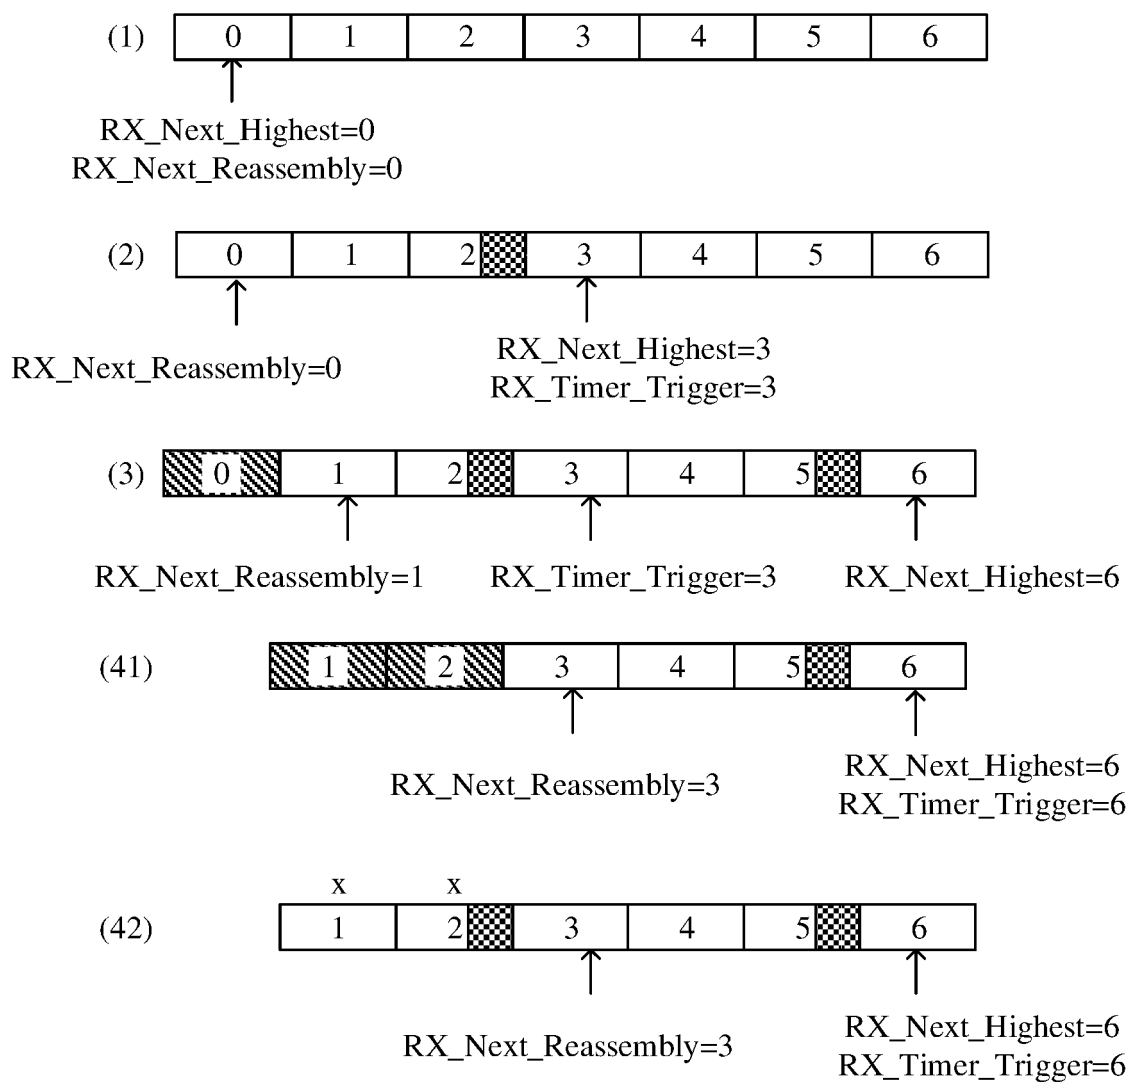 (1) 0 1 2 3 4 5 6
RX_Next_Highest=0
RX_Next_Reassembly=0
(2) 0 1 2 3 4 5 6
RX_Next_Reassembly=0
RX_Next_Highest=3
RX_Timer_Trigger=3
(3) 0 1 2 3 4 5 6
RX_Next_Reassembly=1 RX_Timer_Trigger=3 RX_Next_Highest=6
(41) 1 2 3 4 5 6
RX_Next_Reassembly=3
RX_Next_Highest=6
RX_Timer_Trigger=6
x x
(42) 1 2 3 4 5 6
RX_Next_Reassembly=3
RX_Next_Highest=6
RX_Timer_Trigger=6